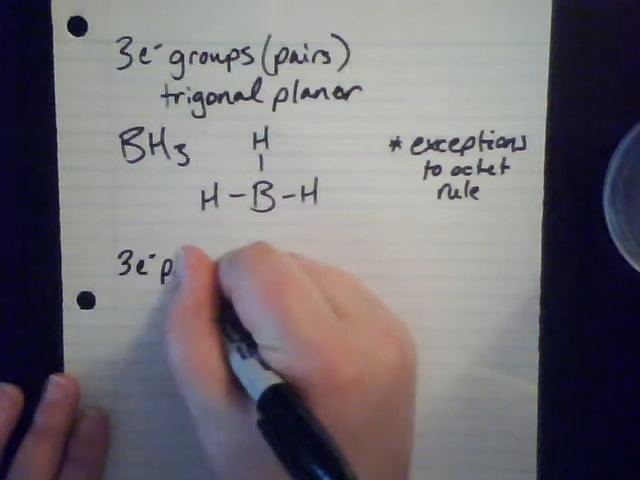 3e⁻ groups (pairs)
trigonal planar
BH₃
H
H-B-H
* exceptions
to octet
rule
3e⁻ p